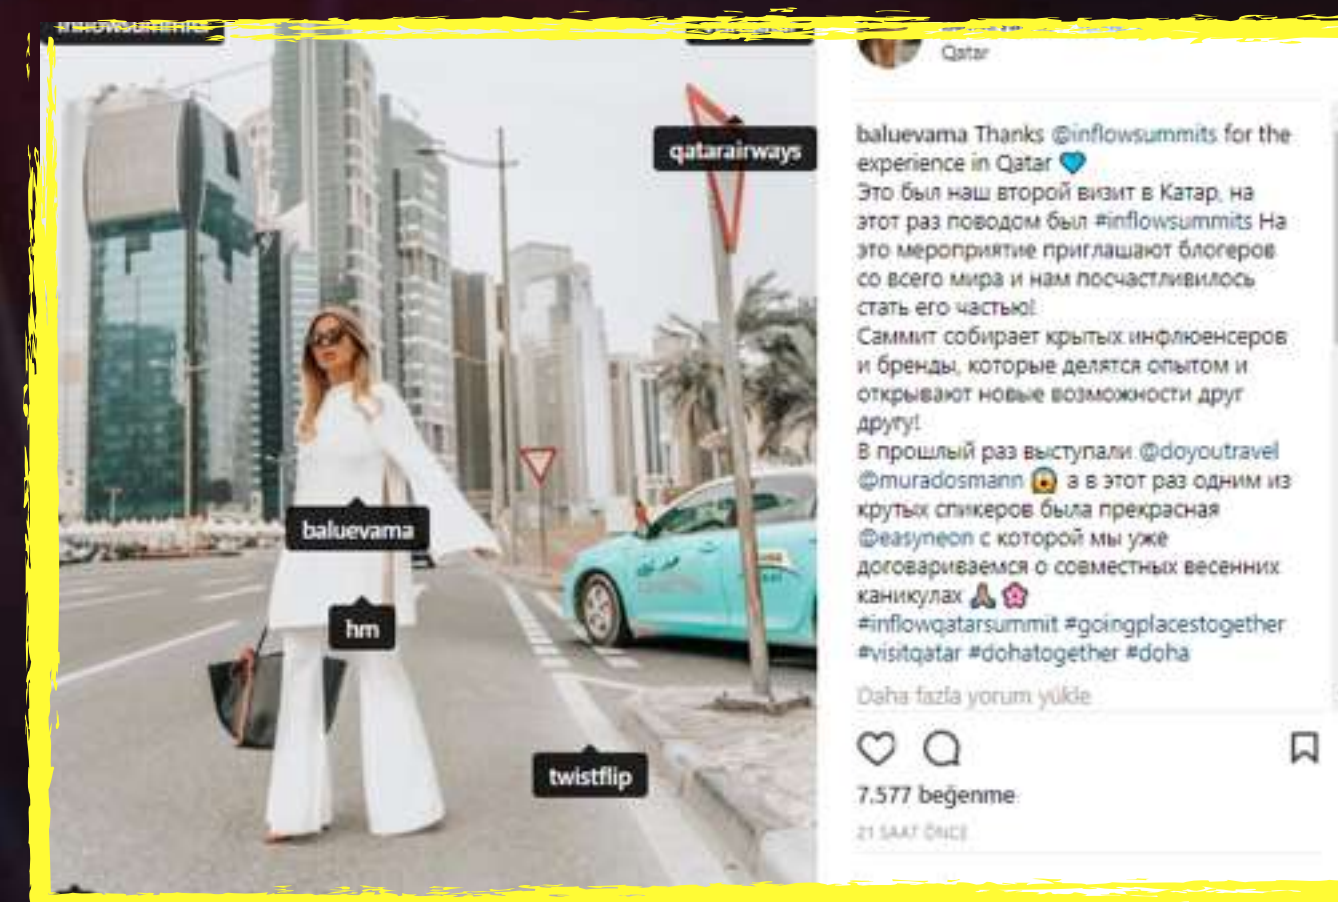 qatarairways
baluevama
hm
twistflip
Qatar
baluevama Thanks @inflowsummits for the
experience in Qatar 💙
Это был наш второй визит в Катар, на
этот раз поводом был #inflowsummits На
это мероприятие приглашают блогеров
со всего мира и нам посчастливилось
стать его частью!
Саммит собирает крытых инфлюенсеров
и бренды, которые делятся опытом и
открывают новые возможности друг
другу!
В прошлый раз выступали @doyoutravel
@muradosmann 😱 а в этот раз одним из
крутых спикеров была прекрасная
@easyneon с которой мы уже
договариваемся о совместных весенних
каникулах 🙏🏽 🌸
#inflowqatarsummit #goingplacestogether
#visitqatar #dohatogether #doha
Daha fazla yorum yükle
7.577 beğenme
21 SAAT ÖNCE